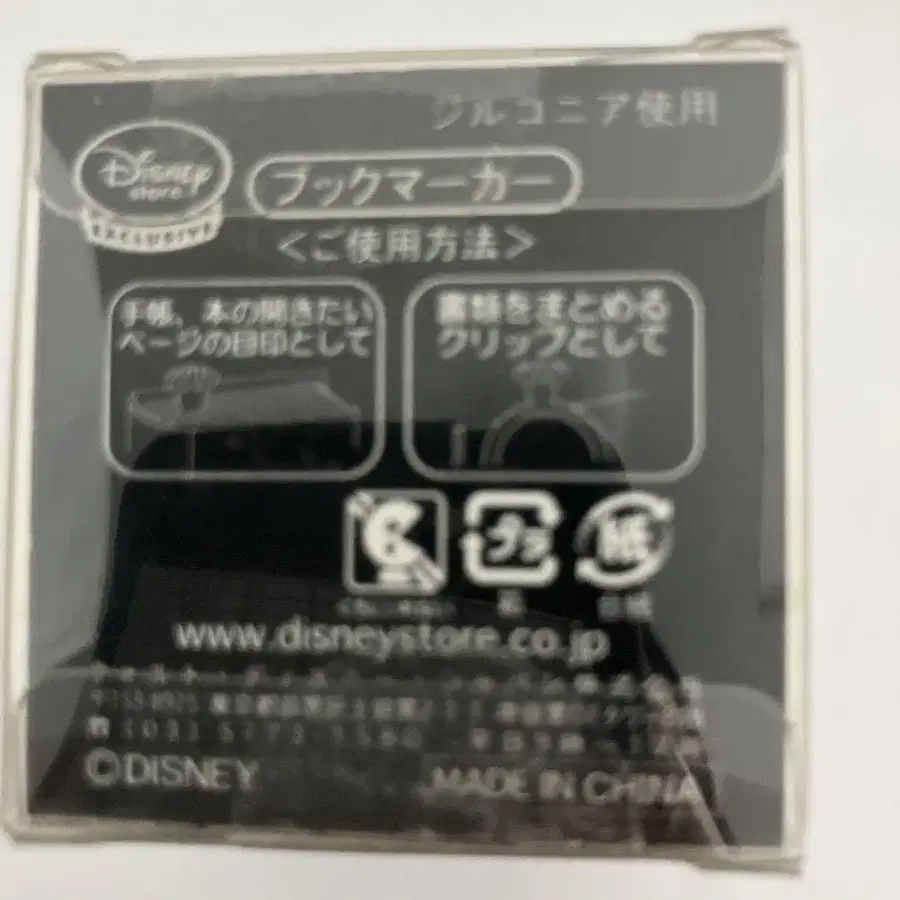 ジルコニア使用
Disney
store
EXCLUSIVE
ブックマーカー
<ご使用方法>
手帳、本の開きたい
ページの目印として
書類をまとめる
クリップとして
プラ
紙
www.disneystore.co.jp
©DISNEY
MADE IN CHINA